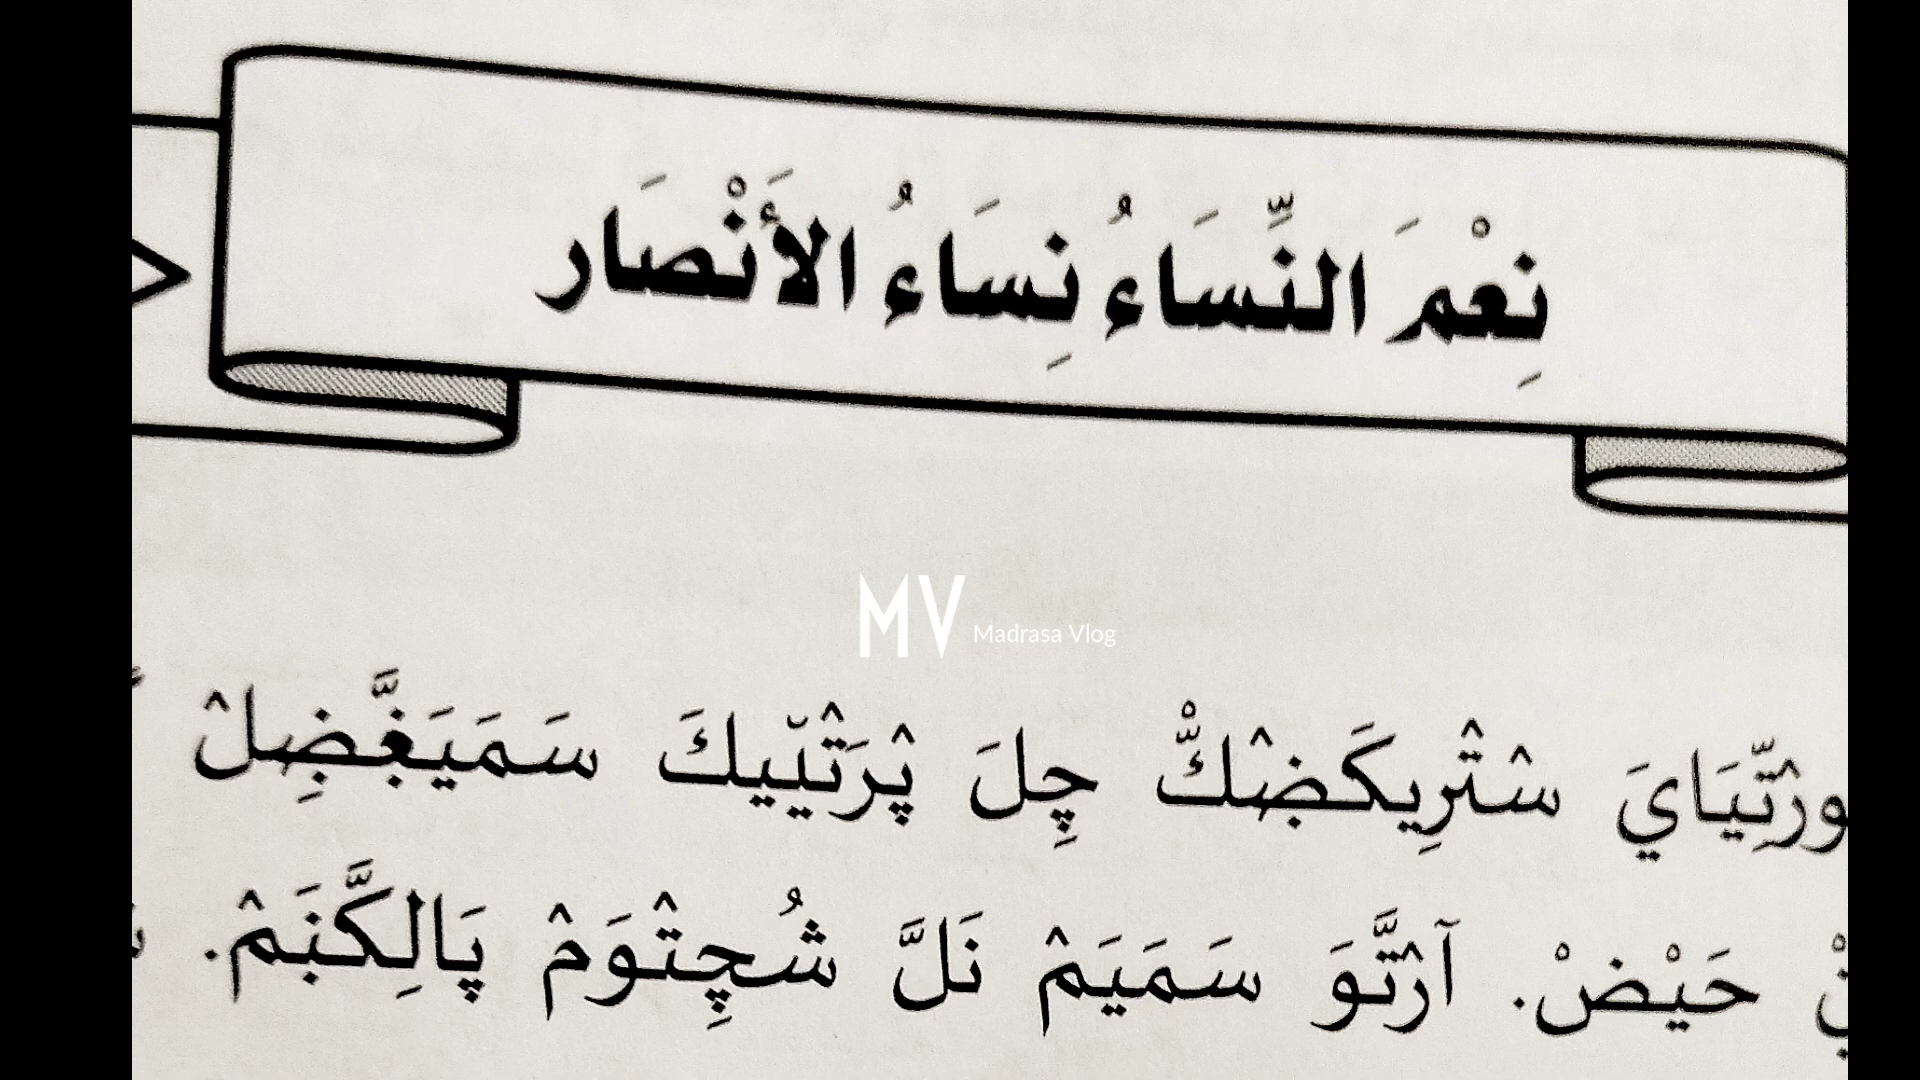 نِعْمَ النِّسَاءُ نِسَاءُ الأَنْصَار
MV Madrasa Vlog
سٛتْرِيكَضٛكّْ چِلَ پْرَتْيٖيكَ سَمَيَغَّضِلٛ
حَيْضْ. آرْتَّوَ سَمَيَمْ نَلَّ شُچِتْوَمْ پَالِكَّنَمْ.